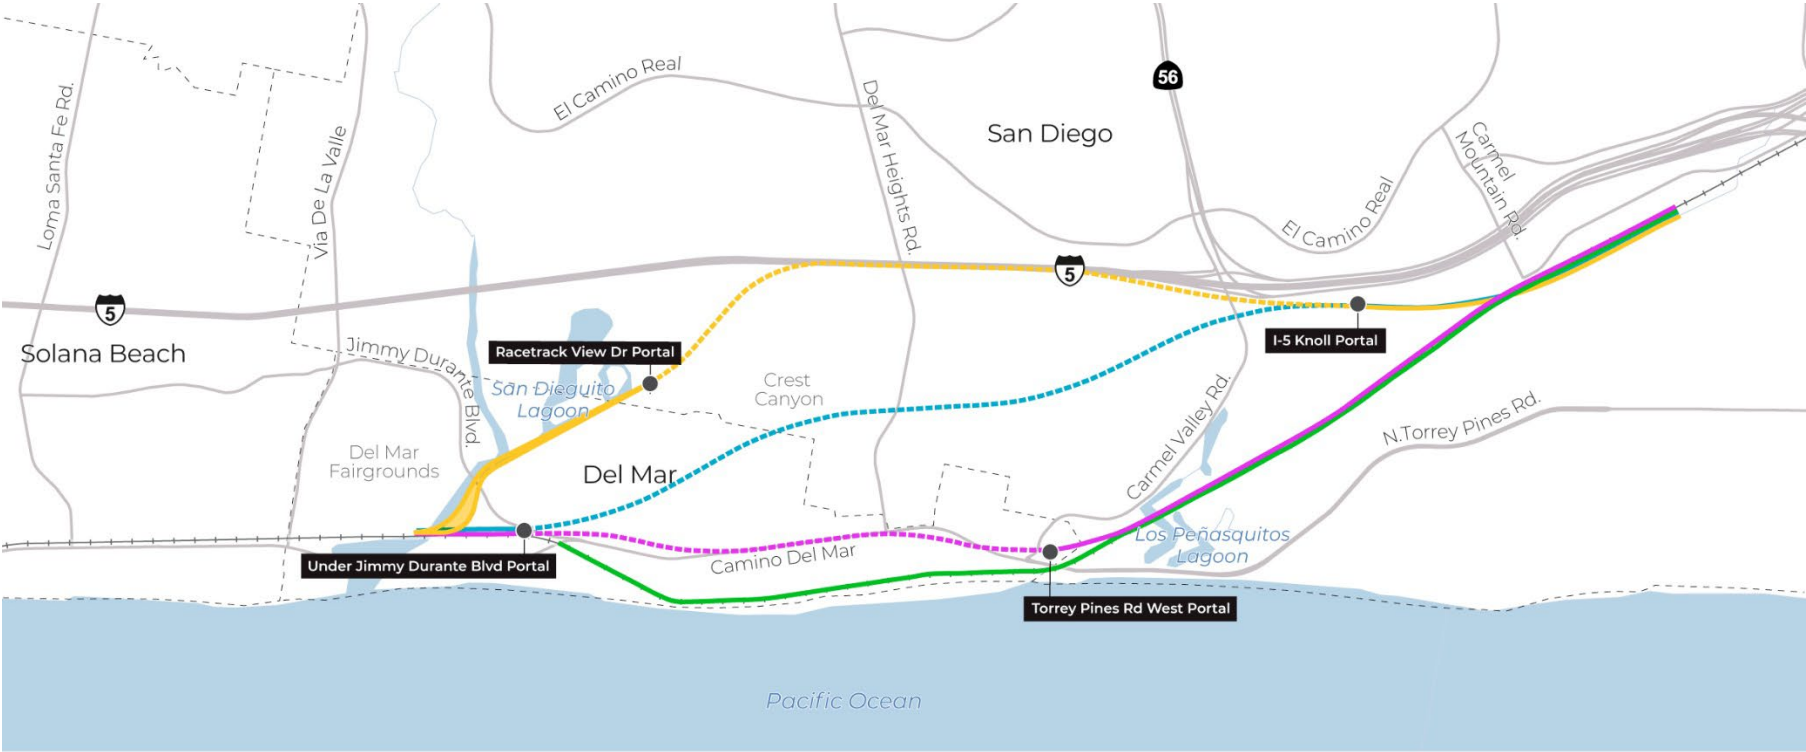 56
El Camino Real
Loma Santa Fe Rd.
Via De La Valle
Del Mar Heights Rd.
San Diego
Carmel
Mountain Rd.
El Camino Real
5
5
Solana Beach
Jimmy Durante Blvd.
Racetrack View Dr Portal
I-5 Knoll Portal
San Dieguito
Lagoon
Crest
Canyon
Carmel Valley Rd.
N.Torrey Pines Rd.
Del Mar
Fairgrounds
Del Mar
Los Peñasquitos
Lagoon
Camino Del Mar
Under Jimmy Durante Blvd Portal
Torrey Pines Rd West Portal
Pacific Ocean